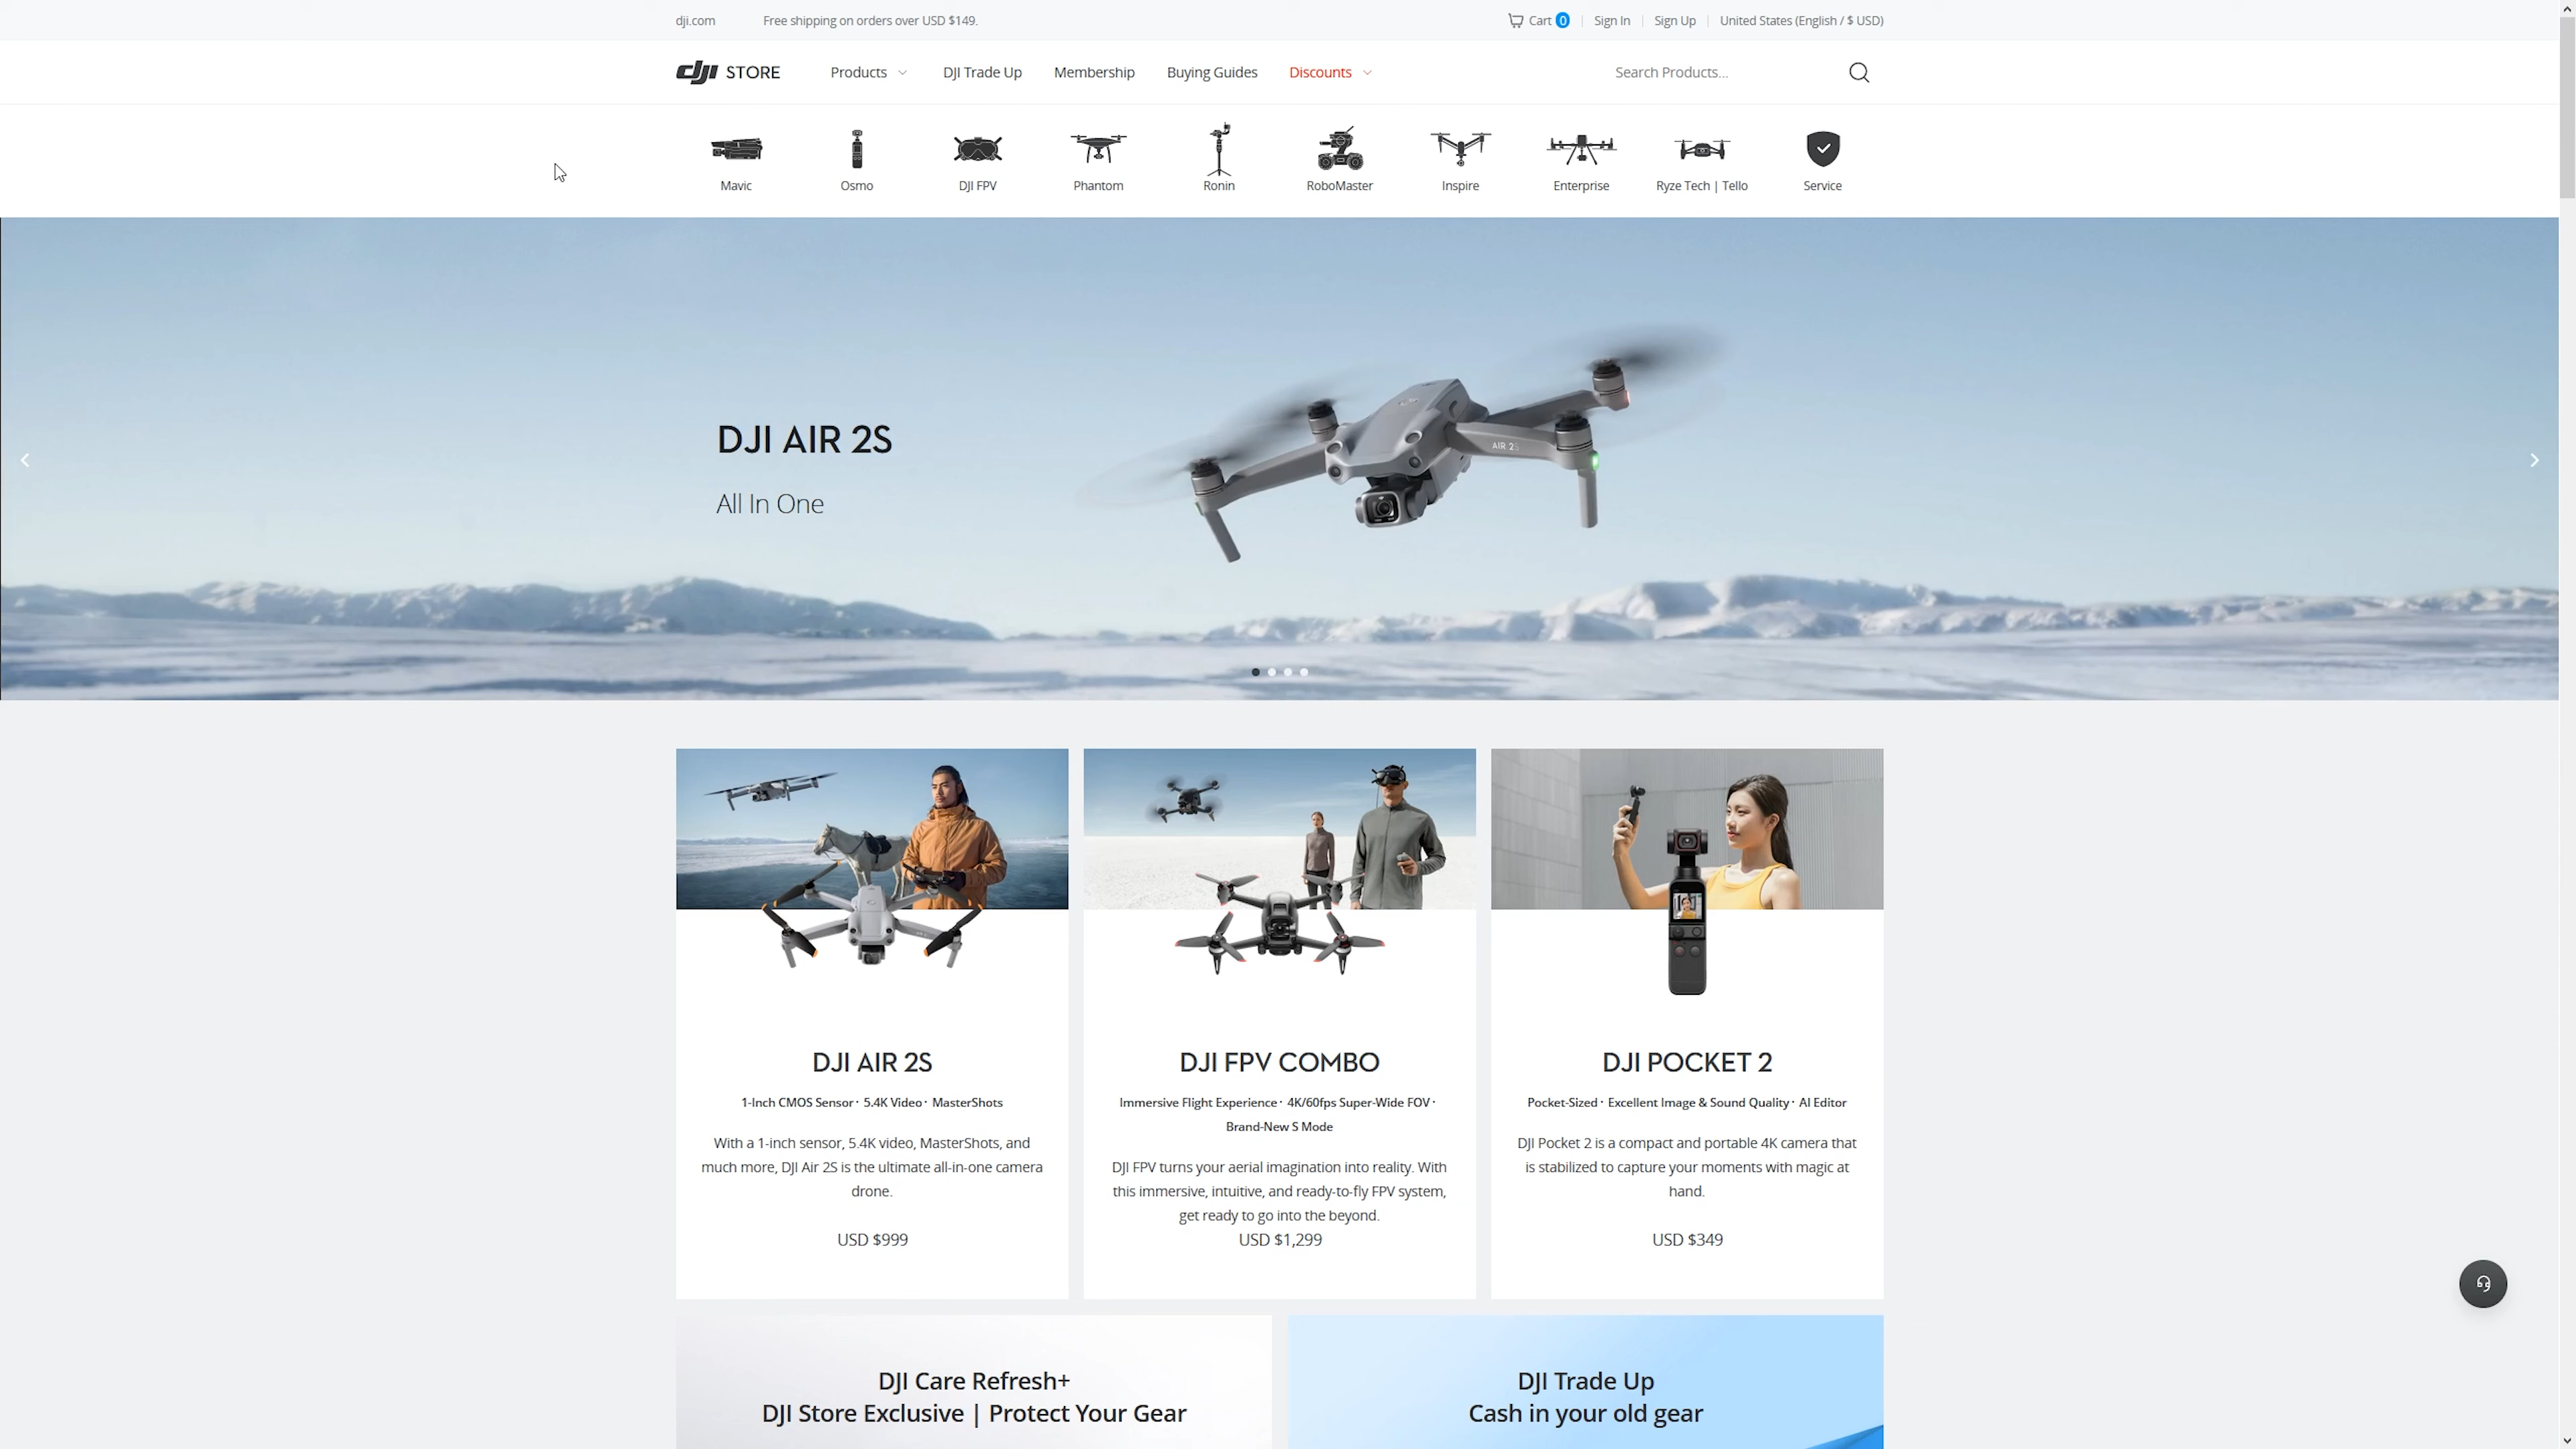 dji.com
Free shipping on orders over USD $149.
Cart 0
Sign In
Sign Up
United States (English / $ USD)
dji STORE
Products
DJI Trade Up
Membership
Buying Guides
Discounts
Search Products...
Mavic
Osmo
DJI FPV
Phantom
Ronin
RoboMaster
Inspire
Enterprise
Ryze Tech | Tello
Service
DJI AIR 2S
All In One
AIR 2S
DJI AIR 2S
1-Inch CMOS Sensor · 5.4K Video · MasterShots
With a 1-inch sensor, 5.4K video, MasterShots, and
much more, DJI Air 2S is the ultimate all-in-one camera
drone.
USD $999
DJI FPV COMBO
Immersive Flight Experience · 4K/60fps Super-Wide FOV ·
Brand-New S Mode
DJI FPV turns your aerial imagination into reality. With
this immersive, intuitive, and ready-to-fly FPV system,
get ready to go into the beyond.
USD $1,299
DJI POCKET 2
Pocket-Sized · Excellent Image & Sound Quality · AI Editor
DJI Pocket 2 is a compact and portable 4K camera that
is stabilized to capture your moments with magic at
hand.
USD $349
DJI Care Refresh+
DJI Store Exclusive | Protect Your Gear
DJI Trade Up
Cash in your old gear